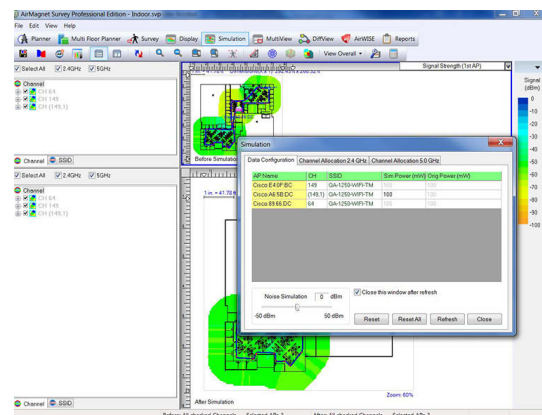 AirMagnet Survey Professional Edition - Indoor.svp
File Edit View Help
Planner Multi Floor Planner Survey Display Simulation MultiView DiffView AirWISE Reports
View Overall
Select All 2.4GHz 5GHz
Channel
CH 64
CH 149
CH (149,1)
Channel SSID
Select All 2.4GHz 5GHz
Channel
CH 64
CH 149
CH (149,1)
Channel SSID
Signal Strength (1st AP)
Before Simulation
1 in. = 41.78 ft
After Simulation
Zoom: 60%
Signal
(dBm)
0
-10
-20
-30
-40
-50
-60
-70
-80
-90
-100
Simulation
Data Configuration Channel Allocation 2.4 GHz Channel Allocation 5.0 GHz
AP Name CH SSID Sim Power (mW) Orig Power (mW)
Cisco:E4:0F:BC 149 QA-1250-WIFI-TM 100 100
Cisco:A6:5B:DC (149,1) QA-1250-WIFI-TM 100 100
Cisco:89:66:DC 64 QA-1250-WIFI-TM 100 100
Noise Simulation 0 dBm
-50 dBm 50 dBm
Close this window after refresh
Reset Reset All Refresh Close